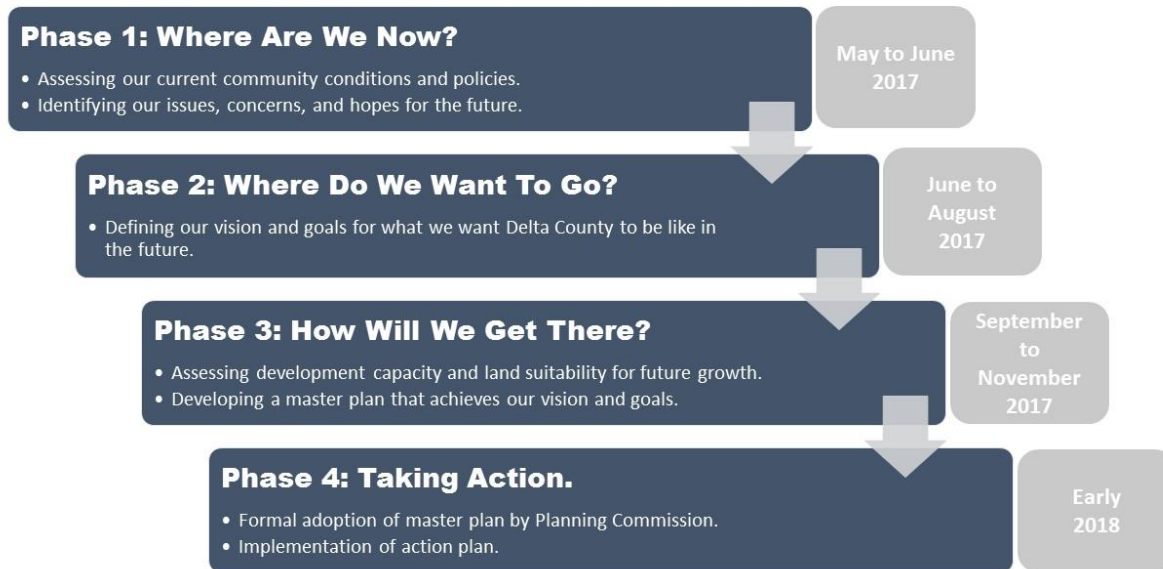 Phase 1: Where Are We Now?
• Assessing our current community conditions and policies.
• Identifying our issues, concerns, and hopes for the future.
May to June
2017
Phase 2: Where Do We Want To Go?
• Defining our vision and goals for what we want Delta County to be like in
the future.
June to
August
2017
Phase 3: How Will We Get There?
• Assessing development capacity and land suitability for future growth.
• Developing a master plan that achieves our vision and goals.
September
to
November
2017
Phase 4: Taking Action.
• Formal adoption of master plan by Planning Commission.
• Implementation of action plan.
Early
2018